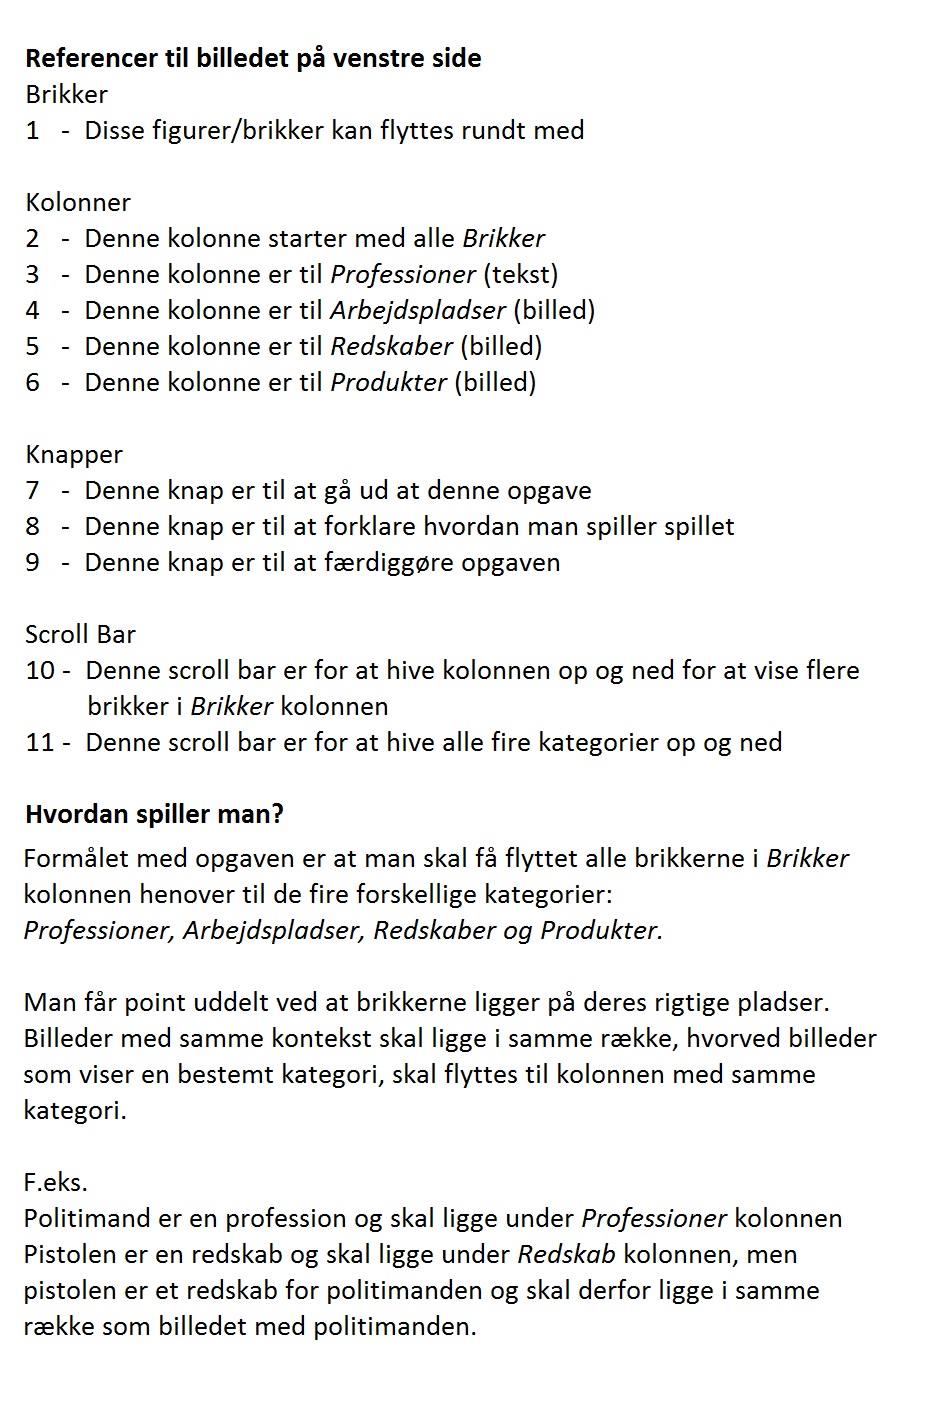 Referencer til billedet på venstre side
Brikker
1 - Disse figurer/brikker kan flyttes rundt med
Kolonner
2 - Denne kolonne starter med alle Brikker
3 - Denne kolonne er til Professioner (tekst)
4 - Denne kolonne er til Arbejdspladser (billed)
5 - Denne kolonne er til Redskaber (billed)
6 - Denne kolonne er til Produkter (billed)
Knapper
7 - Denne knap er til at gå ud at denne opgave
8 - Denne knap er til at forklare hvordan man spiller spillet
9 - Denne knap er til at færdiggøre opgaven
Scroll Bar
10 - Denne scroll bar er for at hive kolonnen op og ned for at vise flere
brikker i Brikker kolonnen
11 - Denne scroll bar er for at hive alle fire kategorier op og ned
Hvordan spiller man?
Formålet med opgaven er at man skal få flyttet alle brikkerne i Brikker
kolonnen henover til de fire forskellige kategorier:
Professioner, Arbejdspladser, Redskaber og Produkter.
Man får point uddelt ved at brikkerne ligger på deres rigtige pladser.
Billeder med samme kontekst skal ligge i samme række, hvorved billeder
som viser en bestemt kategori, skal flyttes til kolonnen med samme
kategori.
F.eks.
Politimand er en profession og skal ligge under Professioner kolonnen
Pistolen er en redskab og skal ligge under Redskab kolonnen, men
pistolen er et redskab for politimanden og skal derfor ligge i samme
række som billedet med politimanden.